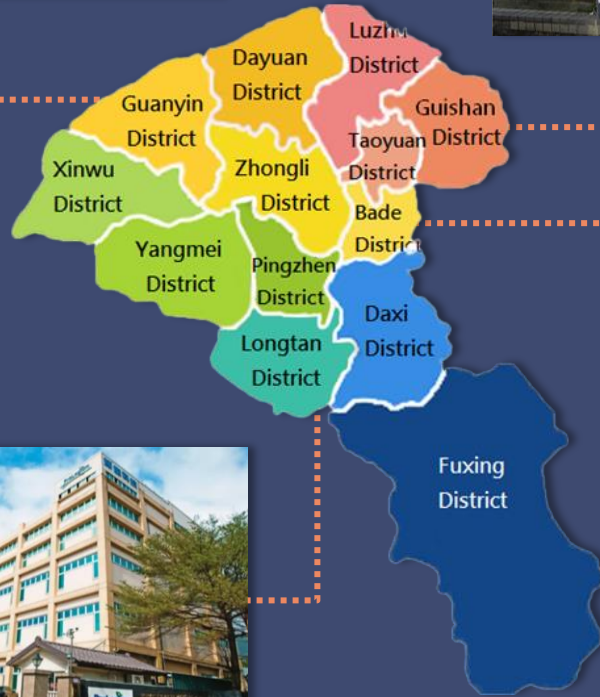 Luzhu
District
Dayuan
District
Guanyin
District
Guishan
District
Taoyuan
District
Xinwu
District
Zhongli
District
Bade
District
Yangmei
District
Pingzhen
District
Daxi
District
Longtan
District
Fuxing
District